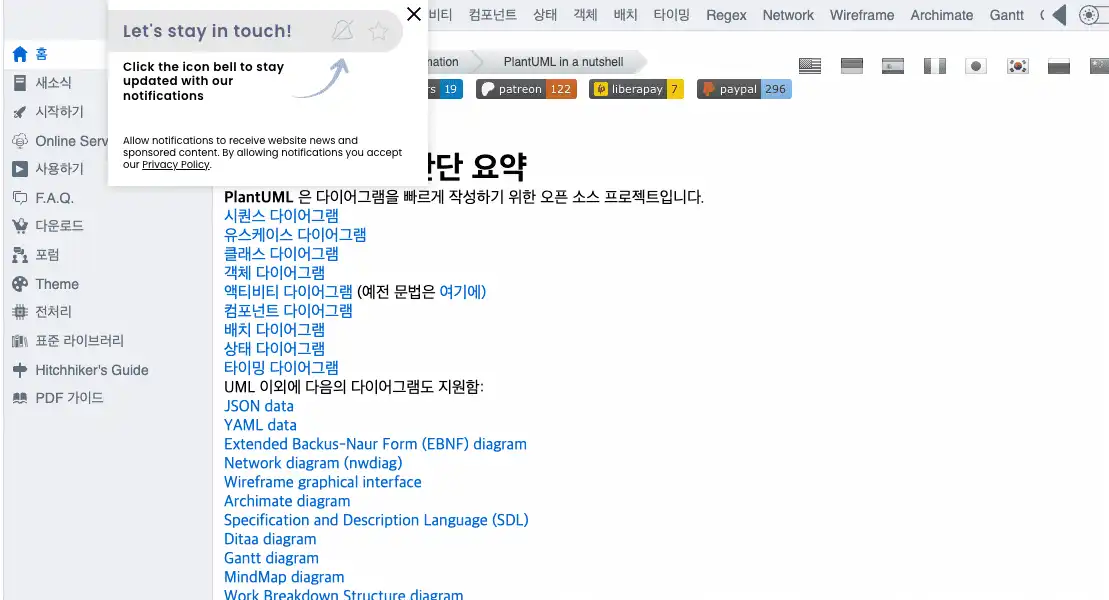 비티 컴포넌트 상태 객체 배치 타이밍 Regex Network Wireframe Archimate Gantt
Let's stay in touch!
Click the icon bell to stay
updated with our
notifications
Allow notifications to receive website news and
sponsored content. By allowing notifications you accept
our Privacy Policy.
홈
새소식
시작하기
Online Serv
사용하기
F.A.Q.
다운로드
포럼
Theme
전처리
표준 라이브러리
Hitchhiker's Guide
PDF 가이드
PlantUML in a nutshell
19 patreon 122 liberapay 7 paypal 296
요약
PlantUML 은 다이어그램을 빠르게 작성하기 위한 오픈 소스 프로젝트입니다.
시퀀스 다이어그램
유스케이스 다이어그램
클래스 다이어그램
객체 다이어그램
액티비티 다이어그램 (예전 문법은 여기에)
컴포넌트 다이어그램
배치 다이어그램
상태 다이어그램
타이밍 다이어그램
UML 이외에 다음의 다이어그램도 지원함:
JSON data
YAML data
Extended Backus-Naur Form (EBNF) diagram
Network diagram (nwdiag)
Wireframe graphical interface
Archimate diagram
Specification and Description Language (SDL)
Ditaa diagram
Gantt diagram
MindMap diagram
Work Breakdown Structure diagram